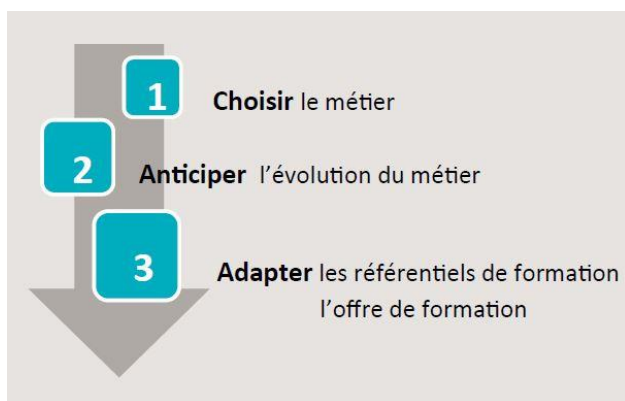 1 Choisir le métier
2 Anticiper l'évolution du métier
3 Adapter les référentiels de formation
l'offre de formation